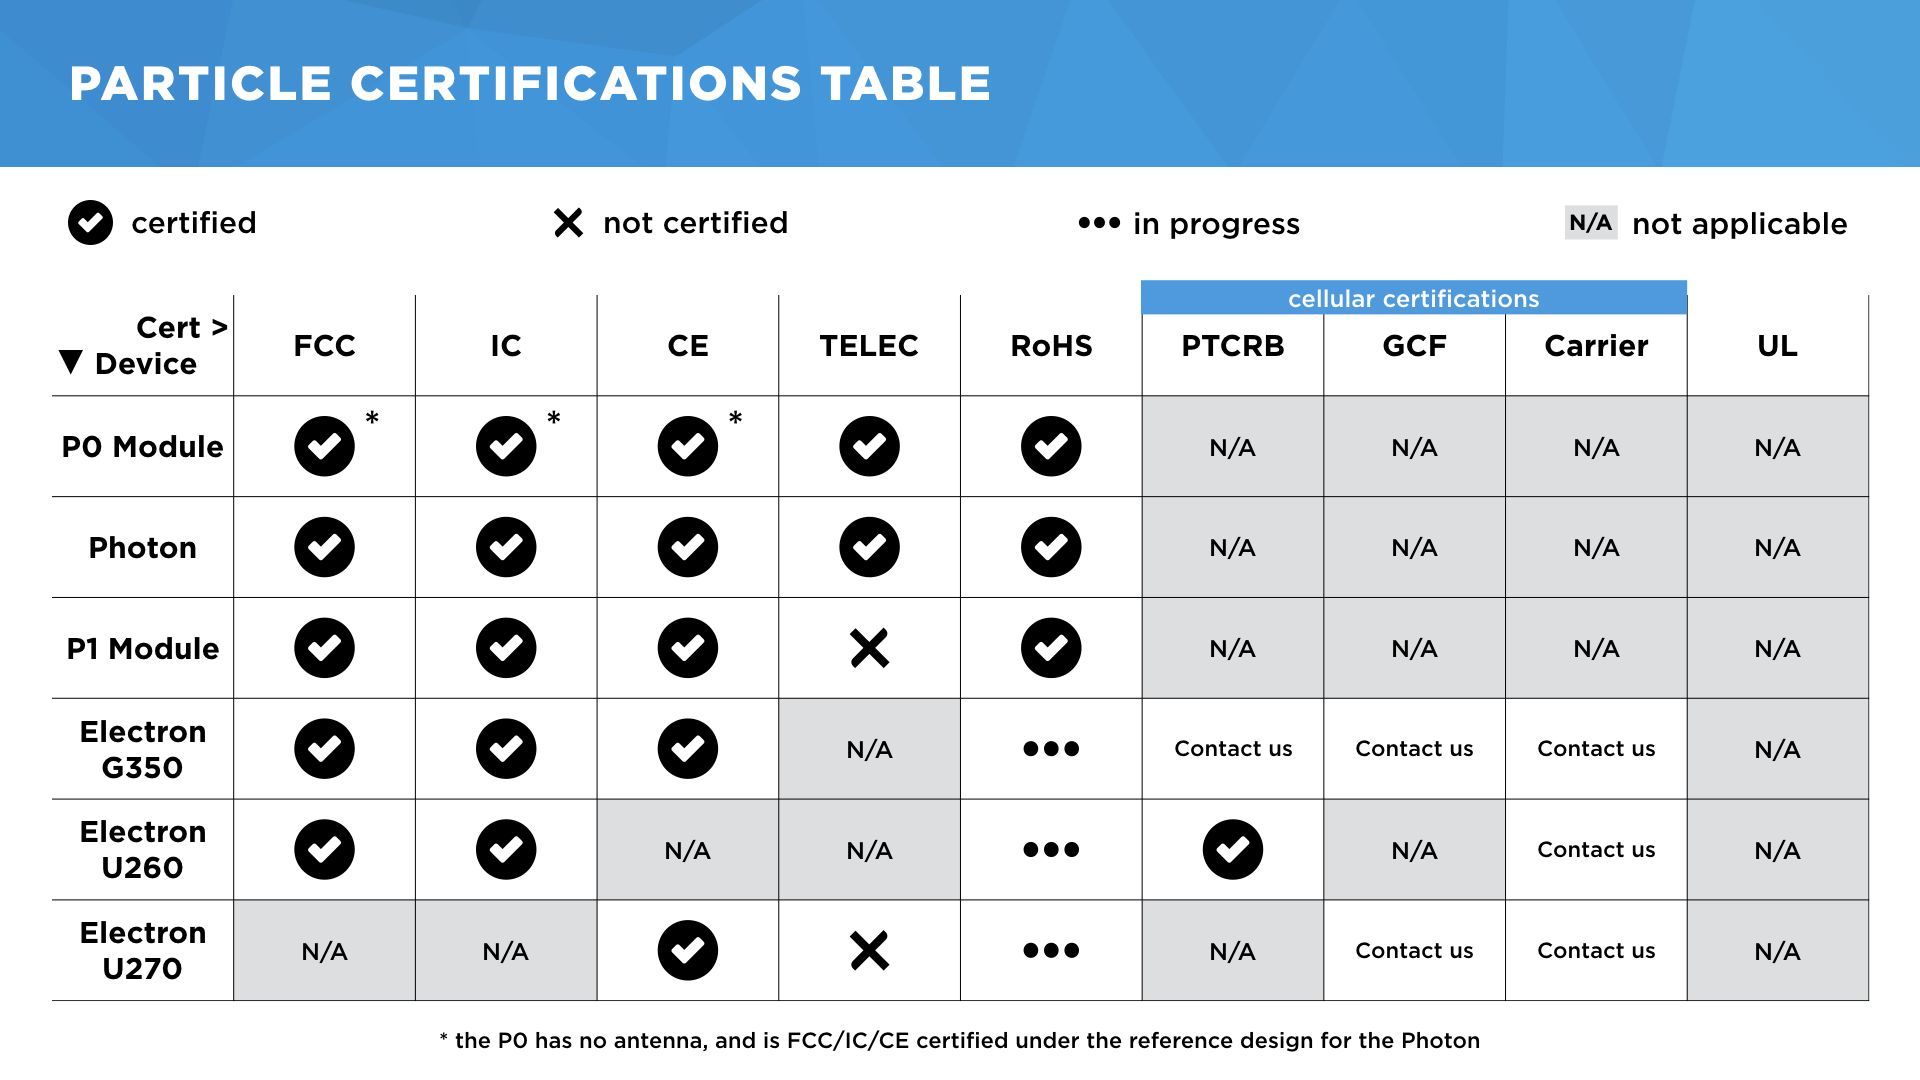 PARTICLE CERTIFICATIONS TABLE
certified not certified in progress N/A not applicable
cellular certifications
Cert >
▼ Device FCC IC CE TELEC RoHS PTCRB GCF Carrier UL
P0 Module * * * N/A N/A N/A N/A
Photon N/A N/A N/A N/A
P1 Module N/A N/A N/A N/A
Electron
G350 N/A ••• Contact us Contact us Contact us N/A
Electron
U260 N/A N/A ••• N/A Contact us N/A
Electron
U270 N/A N/A ••• N/A Contact us Contact us N/A
* the P0 has no antenna, and is FCC/IC/CE certified under the reference design for the Photon